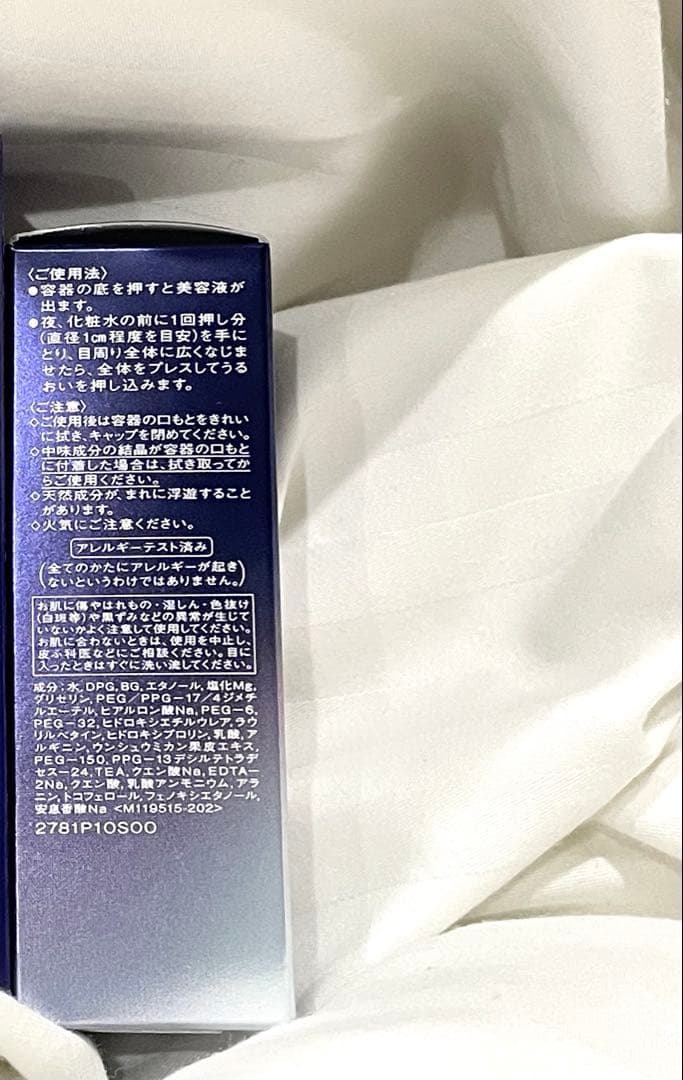 〈ご使用法〉
●容器の底を押すと美容液が
出ます。
●夜、化粧水の前に1回押し分
(直径1cm程度を目安)を手に
とり、目周り全体に広くなじま
せたら、全体をプレスしてうる
おいを押し込みます。
〈ご注意〉
◇ご使用後は容器の口もとをきれい
に拭き、キャップを閉めてください。
◇中味成分の結晶が容器の口もと
に付着した場合は、拭き取ってか
らご使用ください。
◇天然成分が、まれに浮遊すること
があります。
◇火気にご注意ください。
アレルギーテスト済み
(全てのかたにアレルギーが起き
ないというわけではありません。)
お肌に傷やはれもの・湿しん・色抜け
(白斑等)や黒ずみなどの異常が生じて
いないかよく注意して使用してください。
お肌に合わないときは、使用を中止し、
皮ふ科医などにご相談ください。目に
入ったときはすぐに洗い流してください。
成分:水,DPG,BG,エタノール,塩化Mg,
グリセリン,PEG/PPG-17/4ジメチ
ルエーテル,ヒアルロン酸Na,PEG-6,
PEG-32,ヒドロキシエチルウレア,ラウ
リルベタイン,ヒドロキシプロリン,乳酸,ア
ルギニン,ウンシュウミカン果皮エキス,
PEG-150,PPG-13デシルテトラデ
セス-24,TEA,クエン酸Na,EDTA-
2Na,クエン酸,乳酸アンモニウム,アラ
ニン,トコフェロール,フェノキシエタノール,
安息香酸Na <M119515-202>
2781P10S00